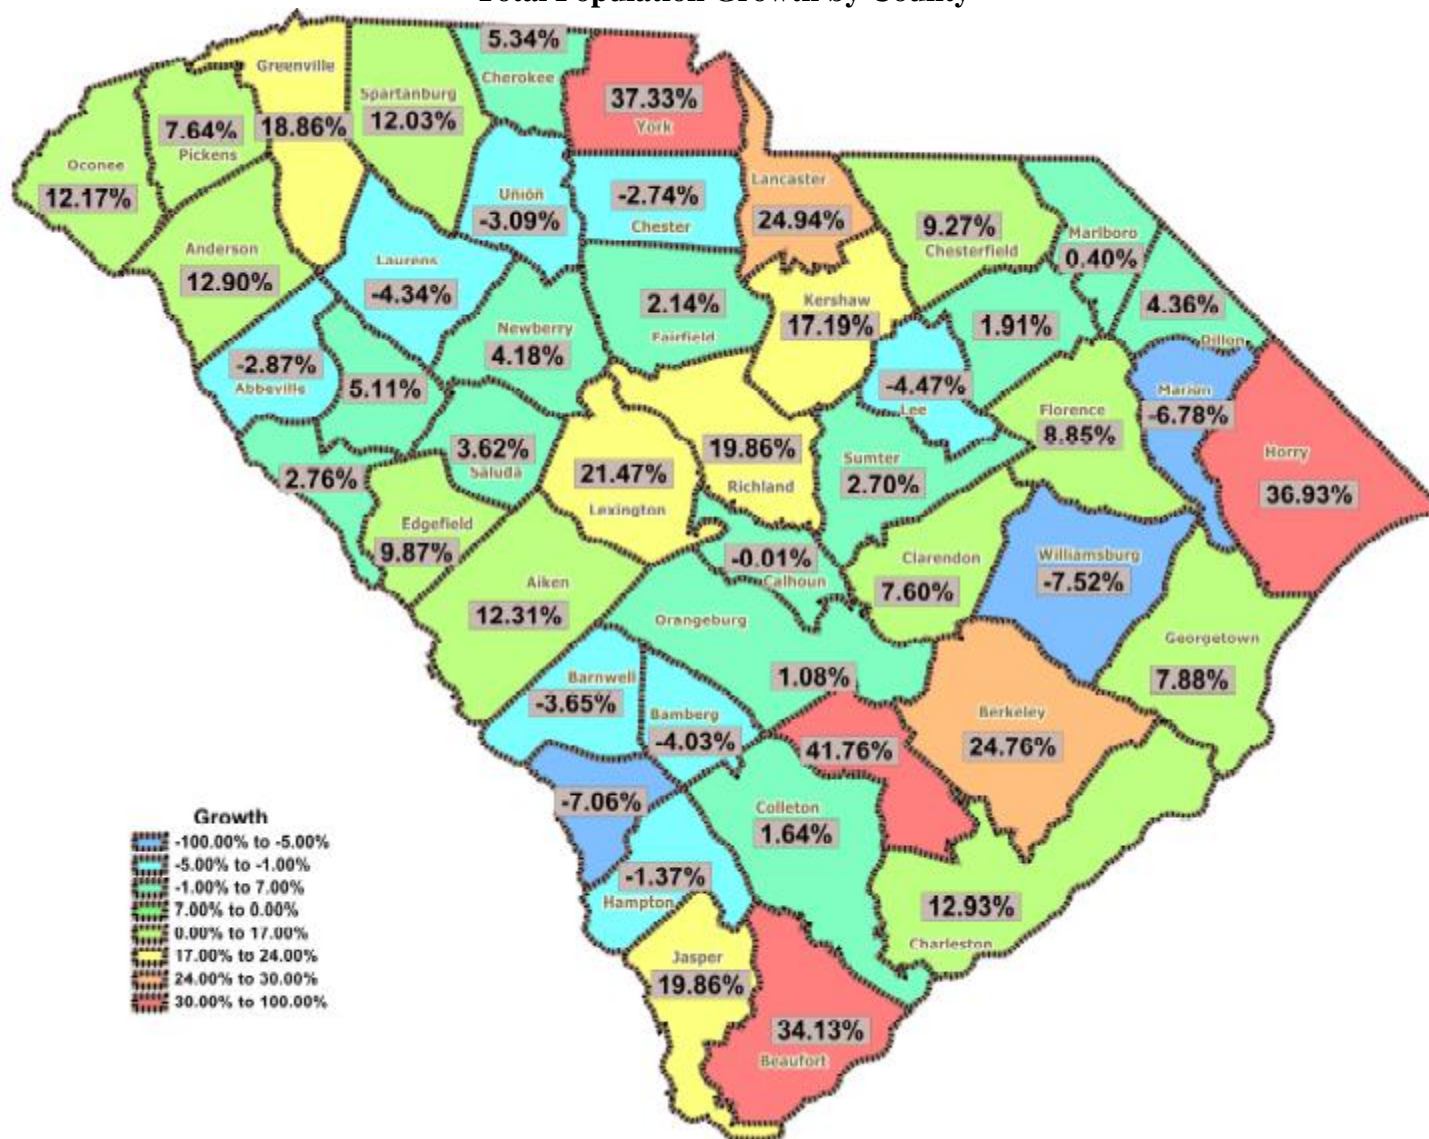 Total Population Growth by County
5.34%
Cherokee
Greenville
18.86%
Spartanburg
12.03%
37.33%
York
7.64%
Pickens
Oconee
12.17%
Lancaster
24.94%
Union
-3.09%
-2.74%
Chester
9.27%
Chesterfield
Marlboro
0.40%
Anderson
12.90%
Laurens
-4.34%
2.14%
Fairfield
Kershaw
17.19%
1.91%
4.36%
Dillon
Newberry
4.18%
-2.87%
Abbeville
5.11%
-4.47%
Lee
Florence
8.85%
Marion
-6.78%
Horry
36.93%
3.62%
Saluda
2.76%
21.47%
Lexington
19.86%
Richland
Sumter
2.70%
Edgefield
9.87%
-0.01%
Calhoun
Clarendon
7.60%
Williamsburg
-7.52%
Aiken
12.31%
Orangeburg
1.08%
Georgetown
7.88%
Barnwell
-3.65%
Bamberg
-4.03%
41.76%
Berkeley
24.76%
-7.06%
Colleton
1.64%
-1.37%
Hampton
12.93%
Charleston
Jasper
19.86%
34.13%
Beaufort
Growth
-100.00% to -5.00%
-5.00% to -1.00%
-1.00% to 7.00%
7.00% to 0.00%
0.00% to 17.00%
17.00% to 24.00%
24.00% to 30.00%
30.00% to 100.00%